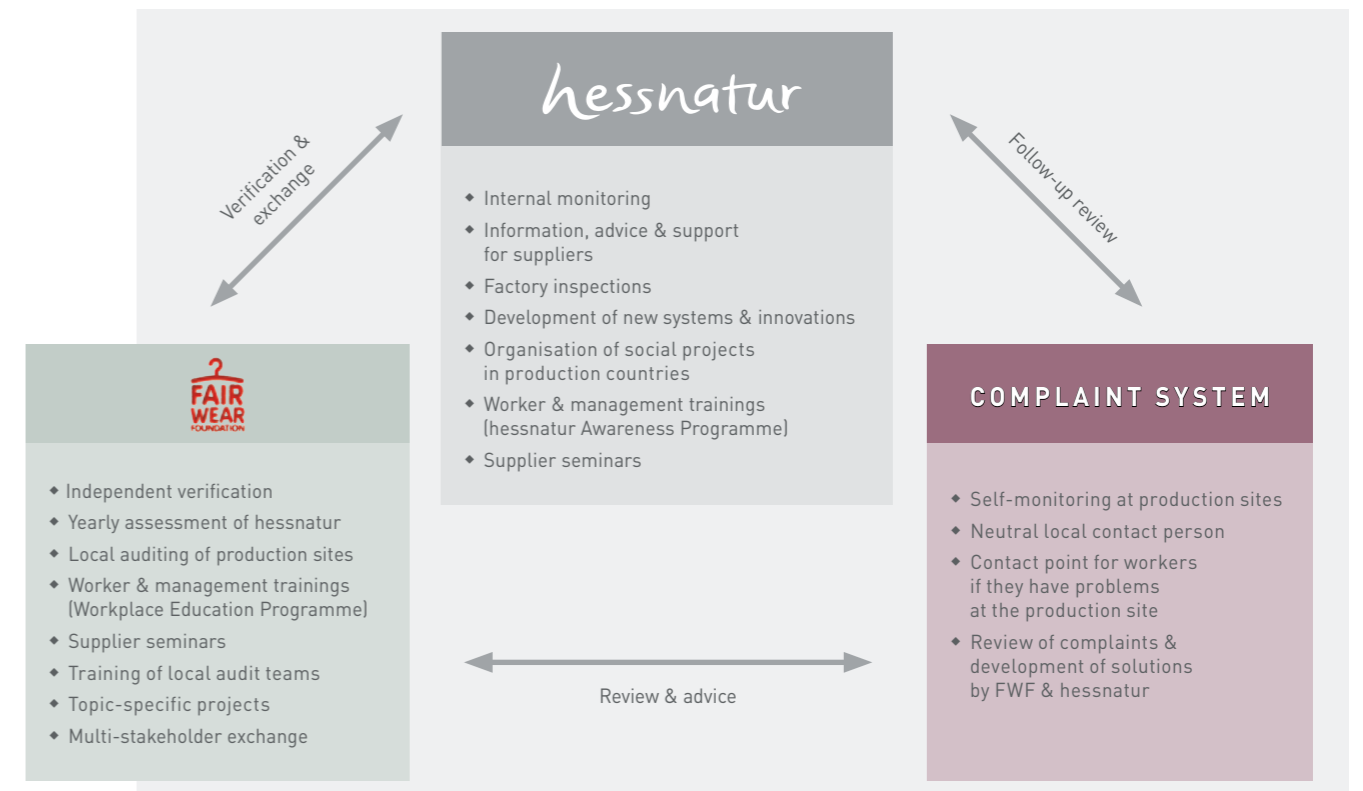 hessnatur
Verification &
exchange
Follow-up review
◆ Internal monitoring
◆ Information, advice & support
for suppliers
◆ Factory inspections
◆ Development of new systems & innovations
◆ Organisation of social projects
in production countries
◆ Worker & management trainings
(hessnatur Awareness Programme)
◆ Supplier seminars
FAIR
WEAR
FOUNDATION
◆ Independent verification
◆ Yearly assessment of hessnatur
◆ Local auditing of production sites
◆ Worker & management trainings
(Workplace Education Programme)
◆ Supplier seminars
◆ Training of local audit teams
◆ Topic-specific projects
◆ Multi-stakeholder exchange
COMPLAINT SYSTEM
◆ Self-monitoring at production sites
◆ Neutral local contact person
◆ Contact point for workers
if they have problems
at the production site
◆ Review of complaints &
development of solutions
by FWF & hessnatur
Review & advice